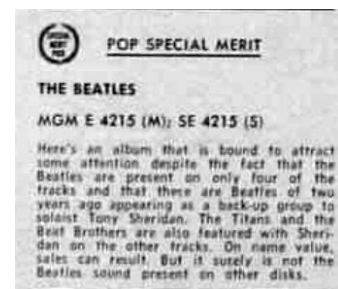 SPECIAL
MERIT
PICK
POP SPECIAL MERIT
THE BEATLES
MGM E 4215 (M); SE 4215 (S)
Here's an album that is bound to attract
some attention despite the fact that the
Beatles are present on only four of the
tracks and that these are Beatles of two
years ago appearing as a back-up group to
soloist Tony Sheridan. The Titans and the
Beat Brothers are also featured with Sheri-
dan on the other tracks. On name value,
sales can result. But it surely is not the
Beatles sound present on other disks.